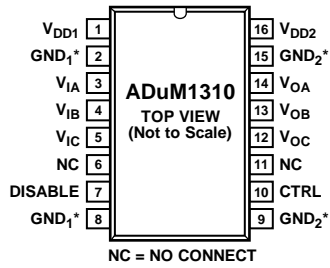 VDD1 1 16 VDD2
GND1* 2 15 GND2*
VIA 3 14 VOA
VIB 4 13 VOB
VIC 5 12 VOC
NC 6 11 NC
DISABLE 7 10 CTRL
GND1* 8 9 GND2*
ADuM1310
TOP VIEW
(Not to Scale)
NC = NO CONNECT